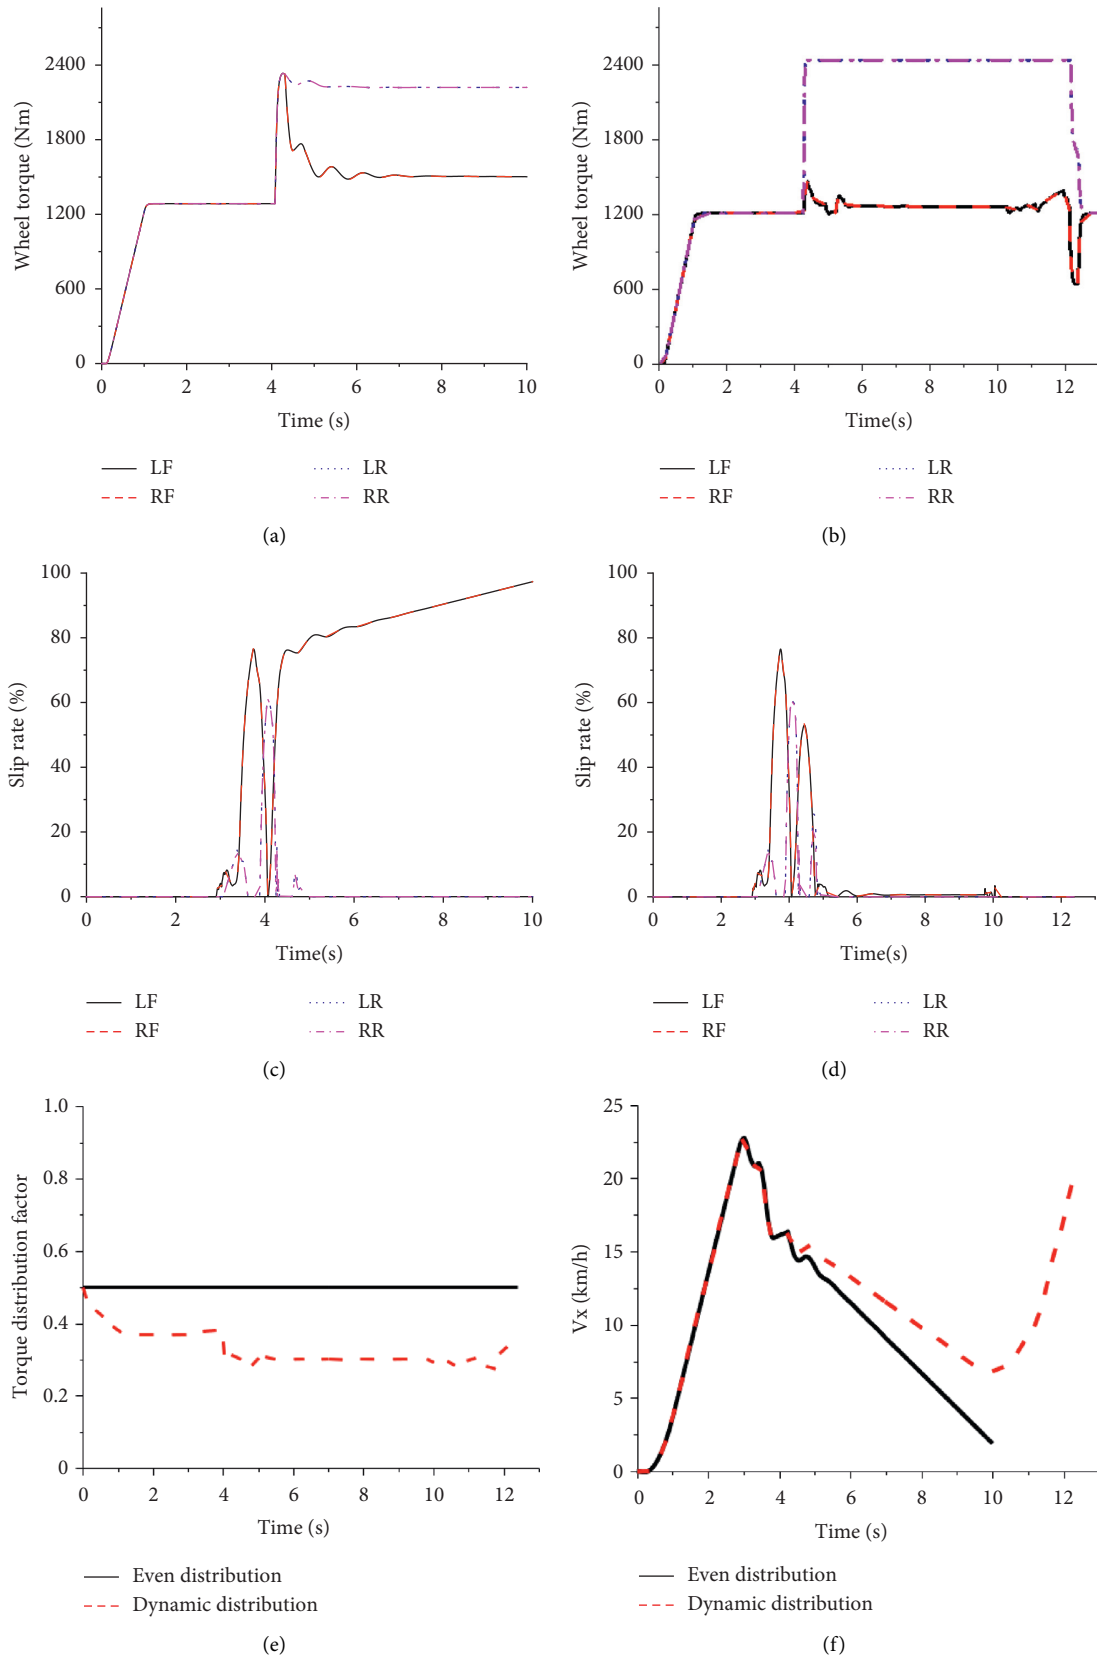 2400
1800
1200
600
0
Wheel torque (Nm)
0 2 4 6 8 10
Time (s)
LF LR
RF RR
(a)
2400
1800
1200
600
0
Wheel torque (Nm)
0 2 4 6 8 10 12
Time(s)
LF LR
RF RR
(b)
100
80
60
40
20
0
Slip rate (%)
0 2 4 6 8 10
Time(s)
LF LR
RF RR
(c)
100
80
60
40
20
0
Slip rate (%)
0 2 4 6 8 10 12
Time(s)
LF LR
RF RR
(d)
1.0
0.8
0.6
0.4
0.2
0
Torque distribution factor
0 2 4 6 8 10 12
Time (s)
Even distribution
Dynamic distribution
(e)
25
20
15
10
5
0
Vx (km/h)
0 2 4 6 8 10 12
Time (s)
Even distribution
Dynamic distribution
(f)